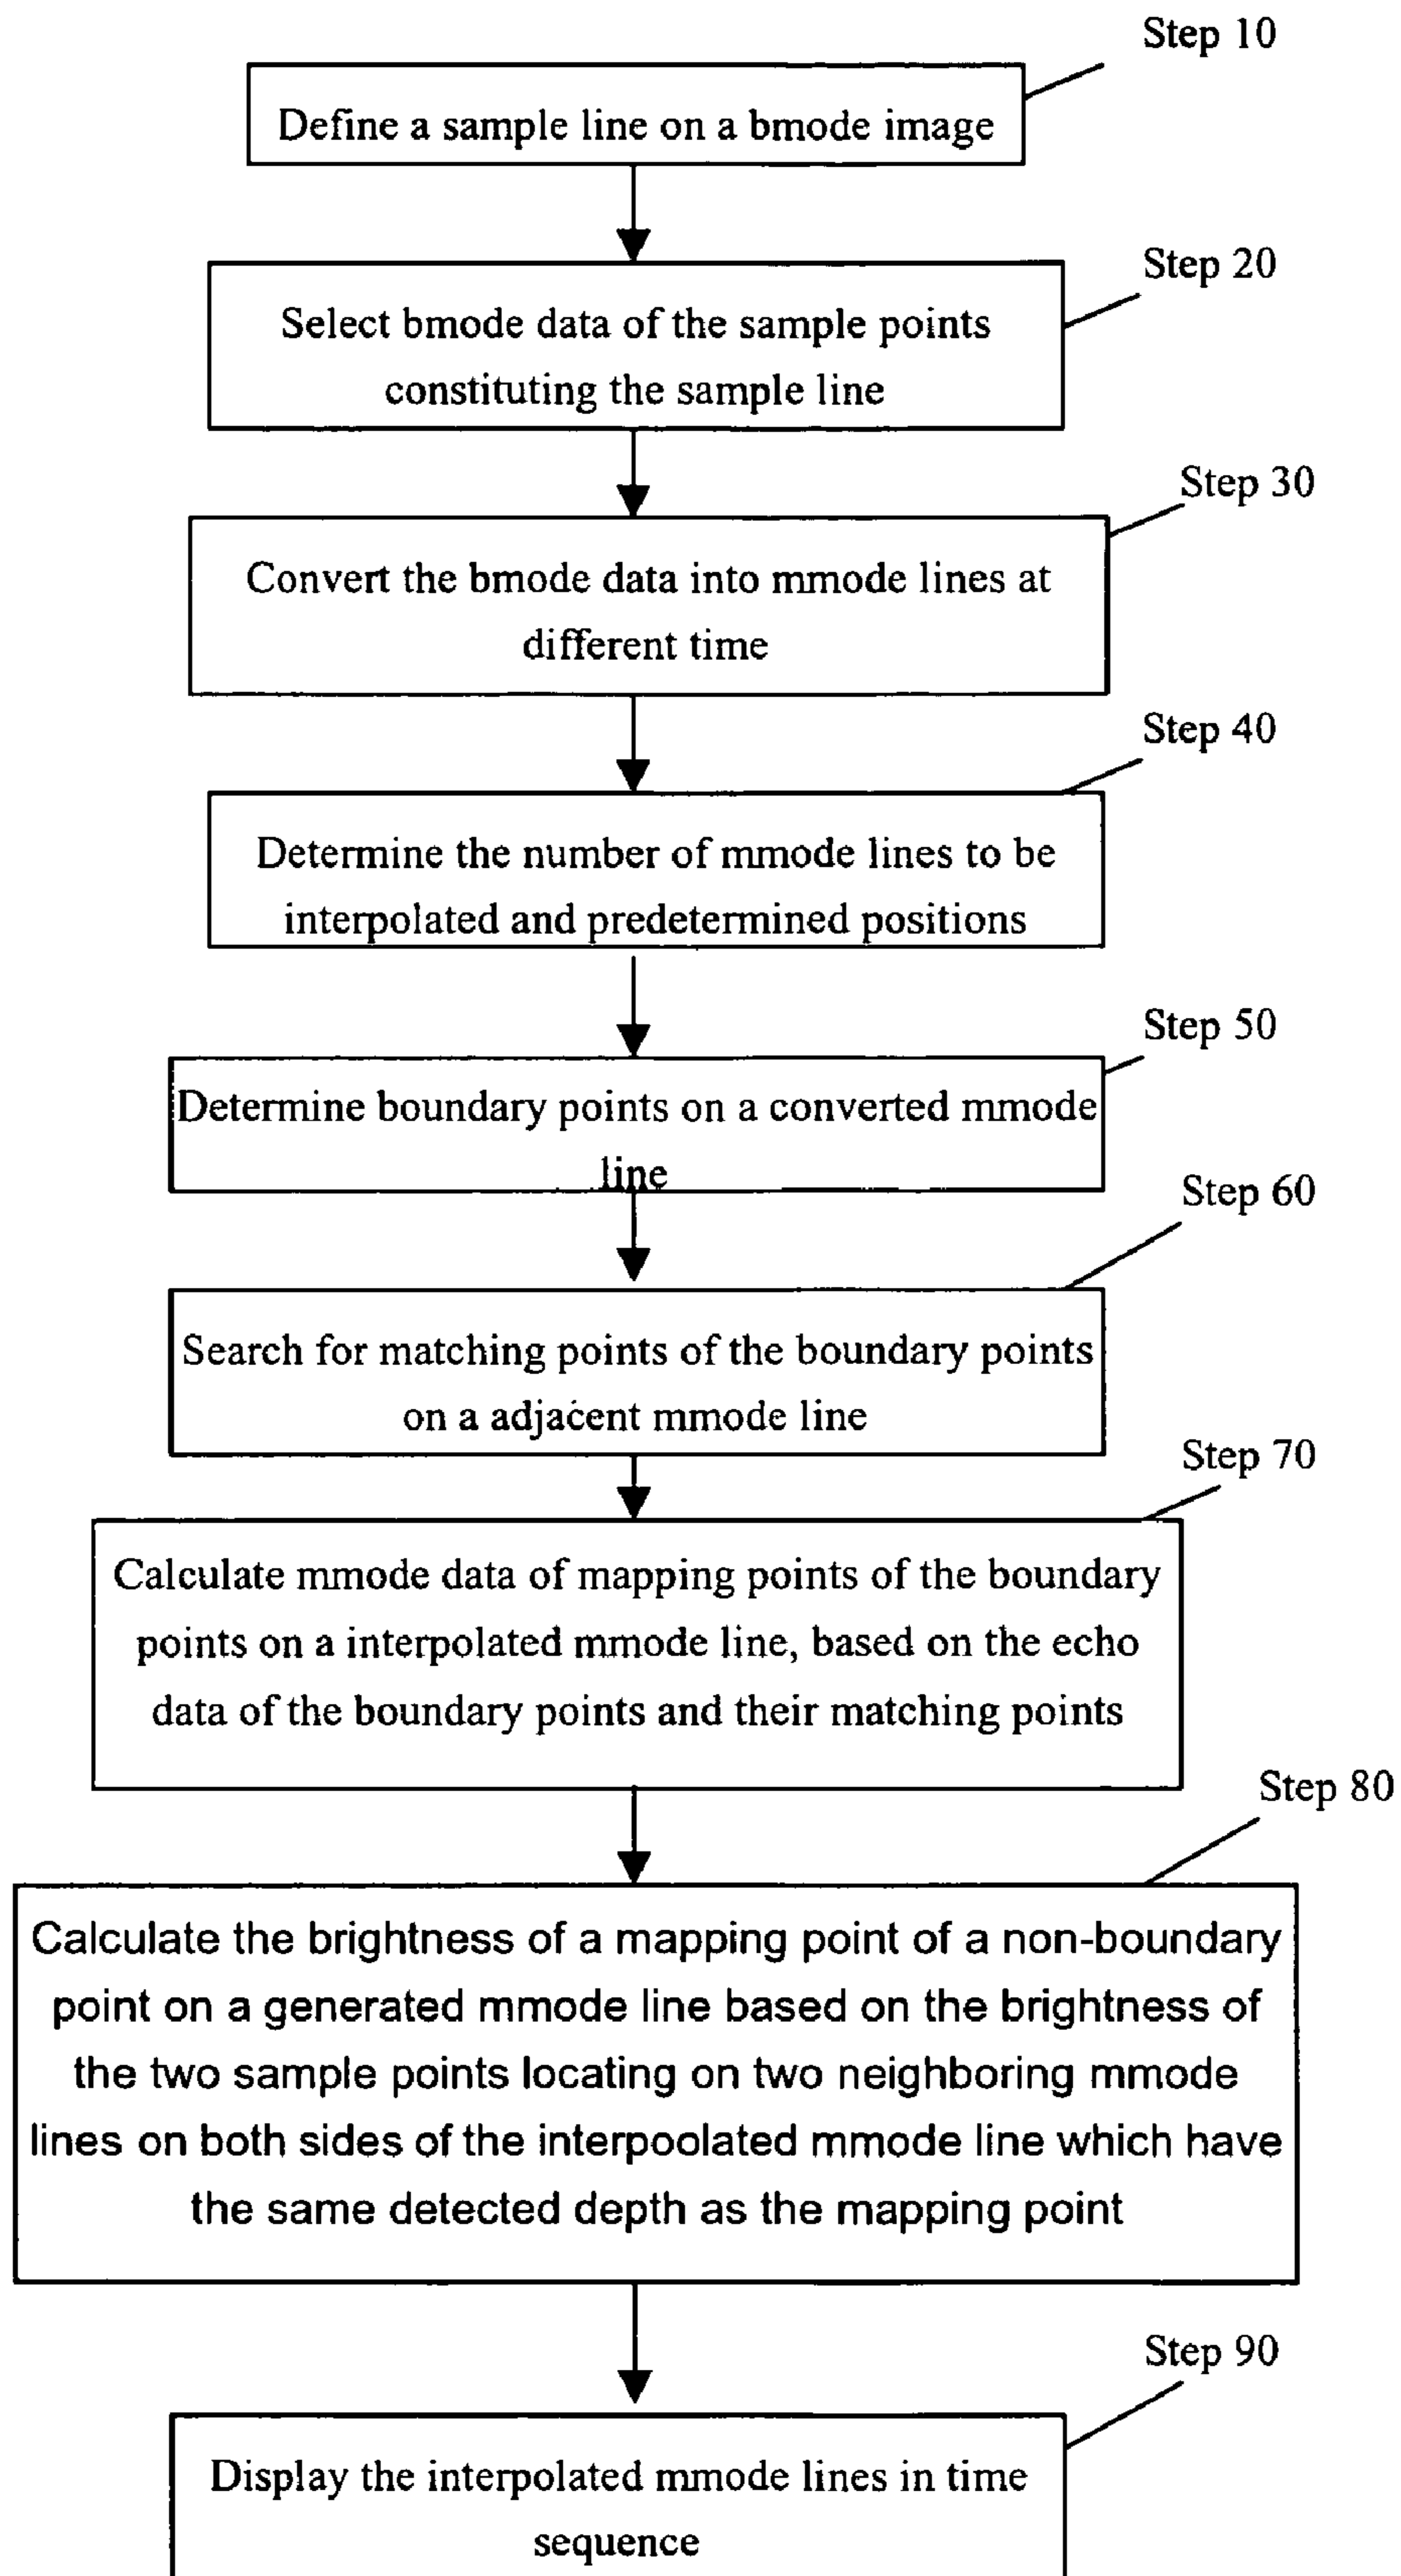 Step 10
Define a sample line on a bmode image
Step 20
Select bmode data of the sample points
constituting the sample line
Step 30
Convert the bmode data into mmode lines at
different time
Step 40
Determine the number of mmode lines to be
interpolated and predetermined positions
Step 50
Determine boundary points on a converted mmode
line
Step 60
Search for matching points of the boundary points
on a adjacent mmode line
Step 70
Calculate mmode data of mapping points of the boundary
points on a interpolated mmode line, based on the echo
data of the boundary points and their matching points
Step 80
Calculate the brightness of a mapping point of a non-boundary
point on a generated mmode line based on the brightness of
the two sample points locating on two neighboring mmode
lines on both sides of the interpoolated mmode line which have
the same detected depth as the mapping point
Step 90
Display the interpolated mmode lines in time
sequence